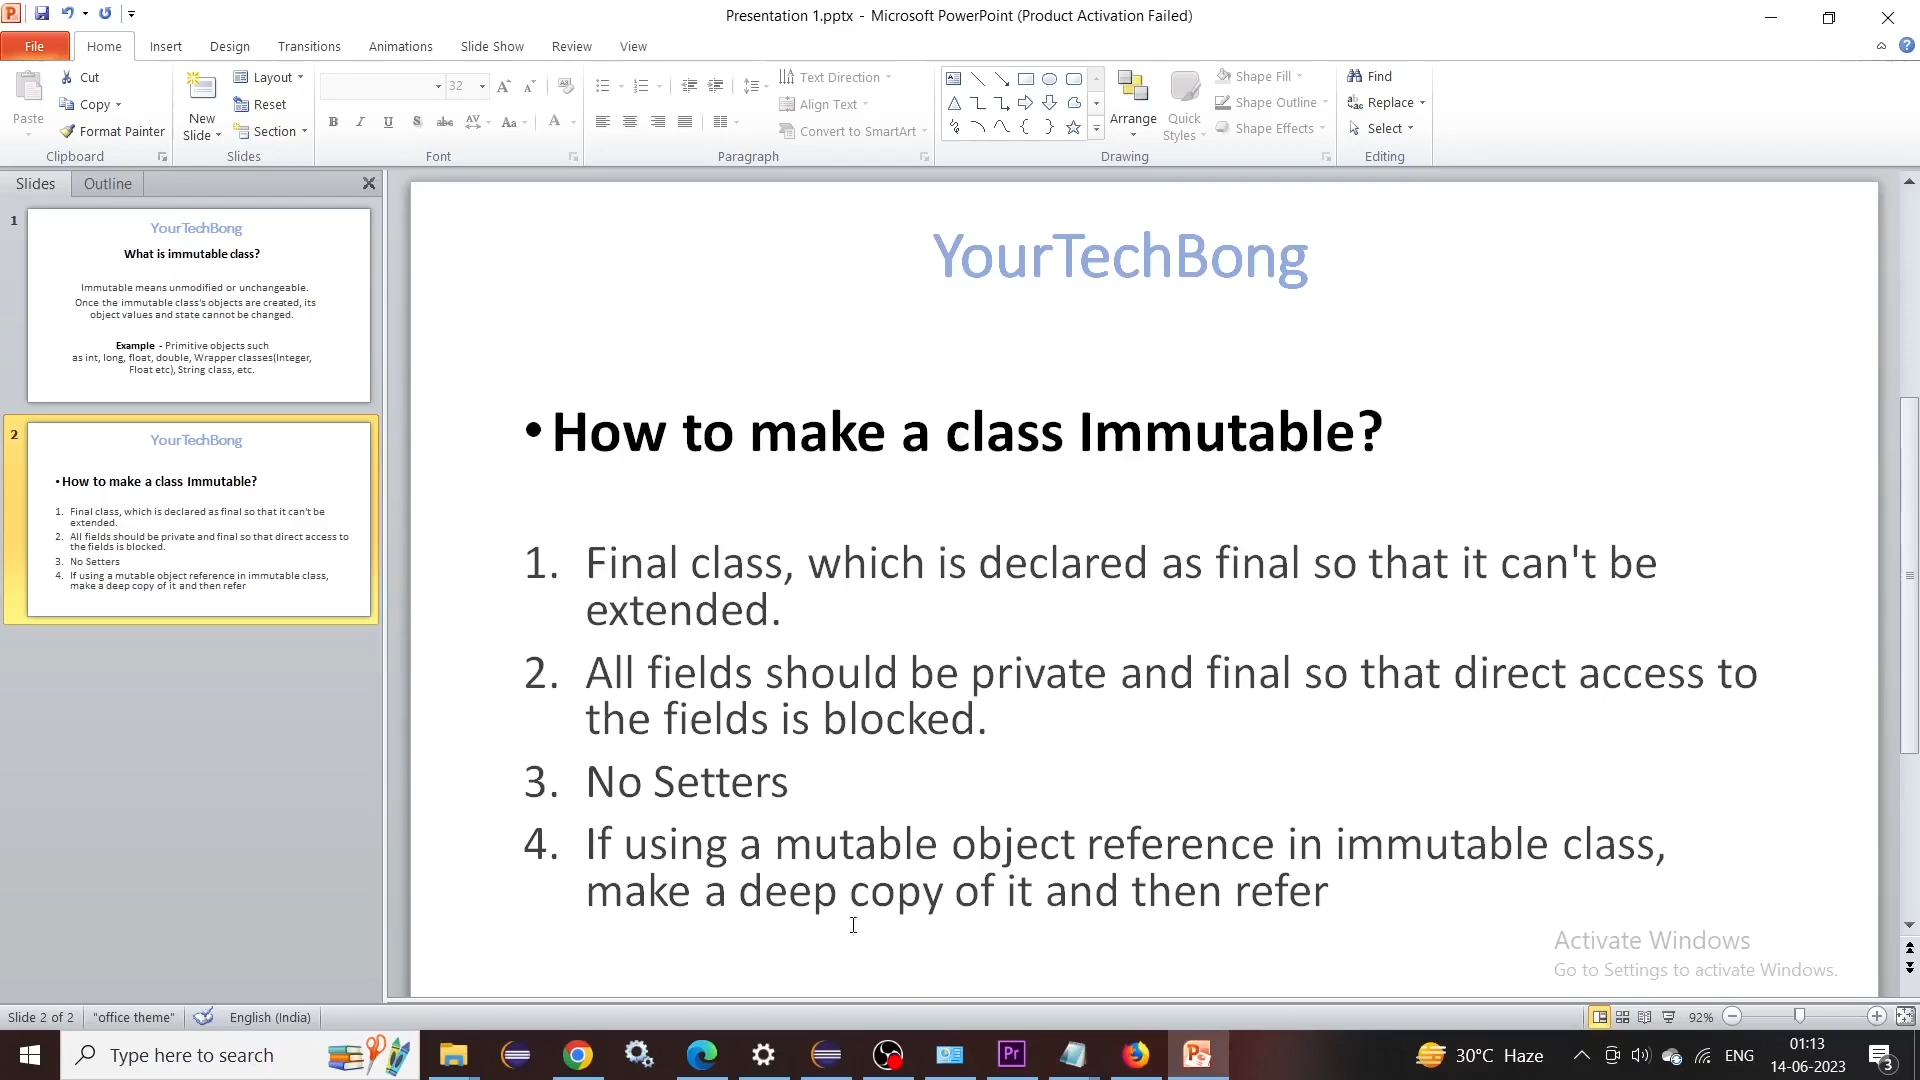 Presentation 1.pptx - Microsoft PowerPoint (Product Activation Failed)
File Home Insert Design Transitions Animations Slide Show Review View
Paste
Cut
Copy
Format Painter
Clipboard
New Slide
Layout
Reset
Section
Slides
32
B I U S abc AV Aa A
Font
Text Direction
Align Text
Convert to SmartArt
Paragraph
Arrange
Quick Styles
Shape Fill
Shape Outline
Shape Effects
Drawing
Find
Replace
Select
Editing
Slides Outline
1
YourTechBong
What is immutable class?
Immutable means unmodified or unchangeable.
Once the immutable class's objects are created, its
object values and state cannot be changed.
Example - Primitive objects such
as int, long, float, double, Wrapper classes(Integer,
Float etc), String class, etc.
2
YourTechBong
•How to make a class Immutable?
1. Final class, which is declared as final so that it can't be
extended.
2. All fields should be private and final so that direct access to
the fields is blocked.
3. No Setters
4. If using a mutable object reference in immutable class,
make a deep copy of it and then refer
YourTechBong
• How to make a class Immutable?
1. Final class, which is declared as final so that it can't be
extended.
2. All fields should be private and final so that direct access to
the fields is blocked.
3. No Setters
4. If using a mutable object reference in immutable class,
make a deep copy of it and then refer
Activate Windows
Go to Settings to activate Windows.
Slide 2 of 2 "office theme" English (India) 92%
Type here to search
Pr
30°C Haze
ENG
01:13
14-06-2023
3